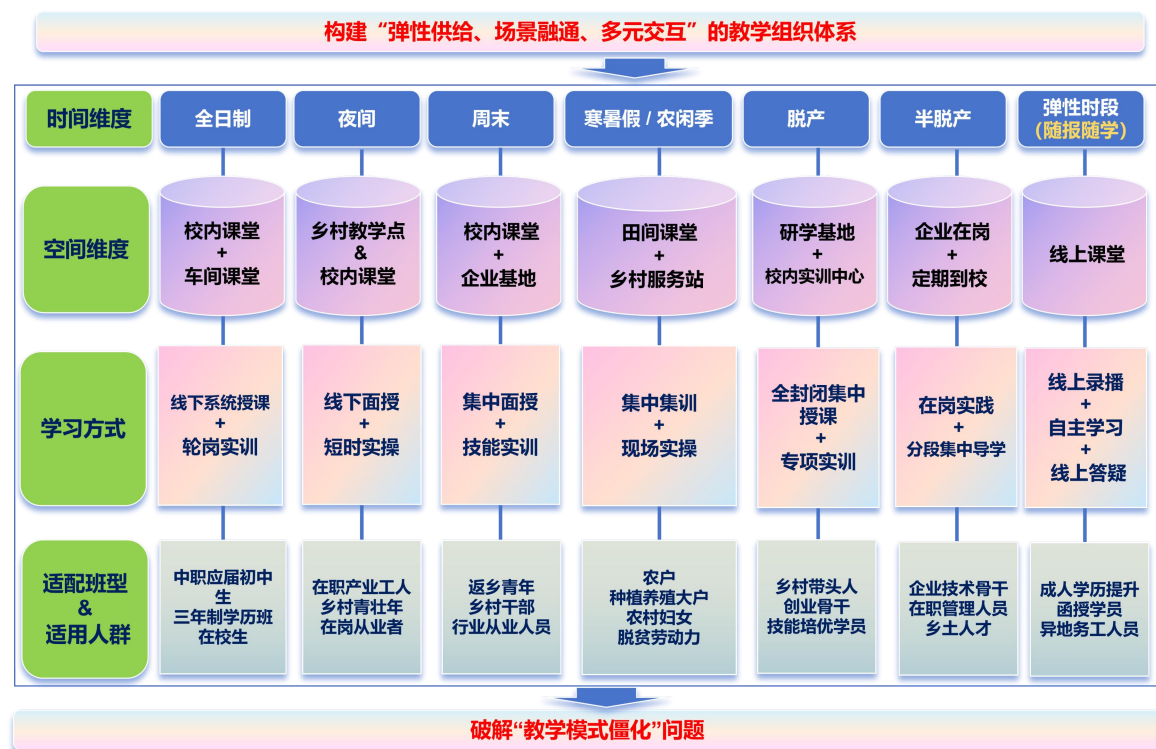 构建“弹性供给、场景融通、多元交互”的教学组织体系
时间维度
全日制
夜间
周末
寒暑假 / 农闲季
脱产
半脱产
弹性时段
（随报随学）
空间维度
校内课堂
+
车间课堂
乡村教学点
&
校内课堂
校内课堂
+
企业基地
田间课堂
+
乡村服务站
研学基地
+
校内实训中心
企业在岗
+
定期到校
线上课堂
学习方式
线下系统授课
+
轮岗实训
线下面授
+
短时实操
集中面授
+
技能实训
集中集训
+
现场实操
全封闭集中
授课
+
专项实训
在岗实践
+
分段集中导学
线上录播
+
自主学习
+
线上答疑
适配班型
&
适用人群
中职应届初中
生
三年制学历班
在校生
在职产业工人
乡村青壮年
在岗从业者
返乡青年
乡村干部
行业从业人员
农户
种植养殖大户
农村妇女
脱贫劳动力
乡村带头人
创业骨干
技能培优学员
企业技术骨干
在职管理人员
乡土人才
成人学历提升
函授学员
异地务工人员
破解“教学模式僵化”问题